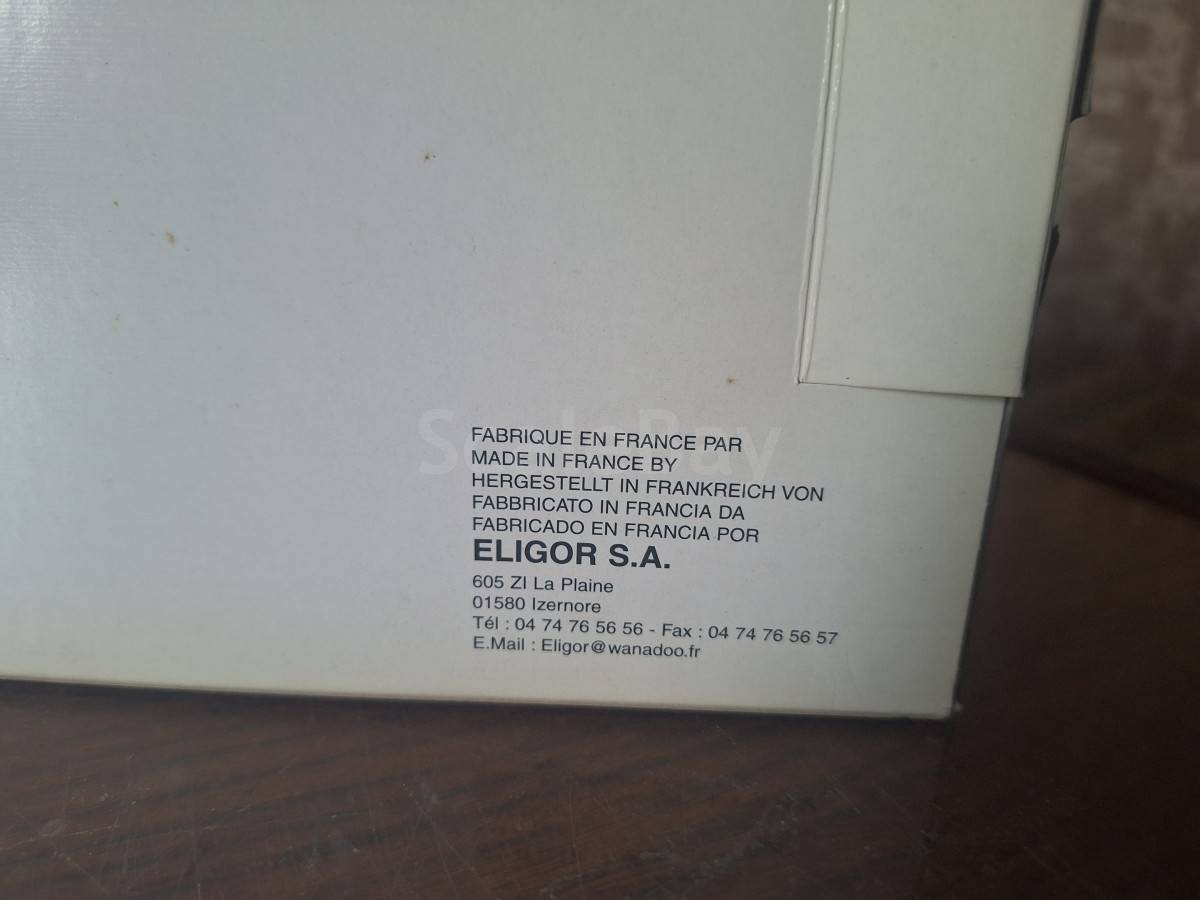 FABRIQUE EN FRANCE PAR
MADE IN FRANCE BY
HERGESTELLT IN FRANKREICH VON
FABBRICATO IN FRANCIA DA
FABRICADO EN FRANCIA POR
ELIGOR S.A.
605 ZI La Plaine
01580 Izernore
Tél : 04 74 76 56 56 - Fax : 04 74 76 56 57
E.Mail : Eligor@wanadoo.fr